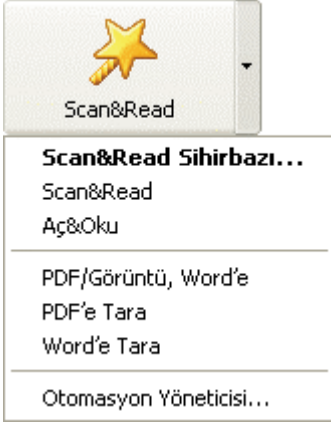 Scan&Read
Scan&Read Sihirbazı...
Scan&Read
Aç&Oku
PDF/Görüntü, Word'e
PDF'e Tara
Word'e Tara
Otomasyon Yöneticisi...